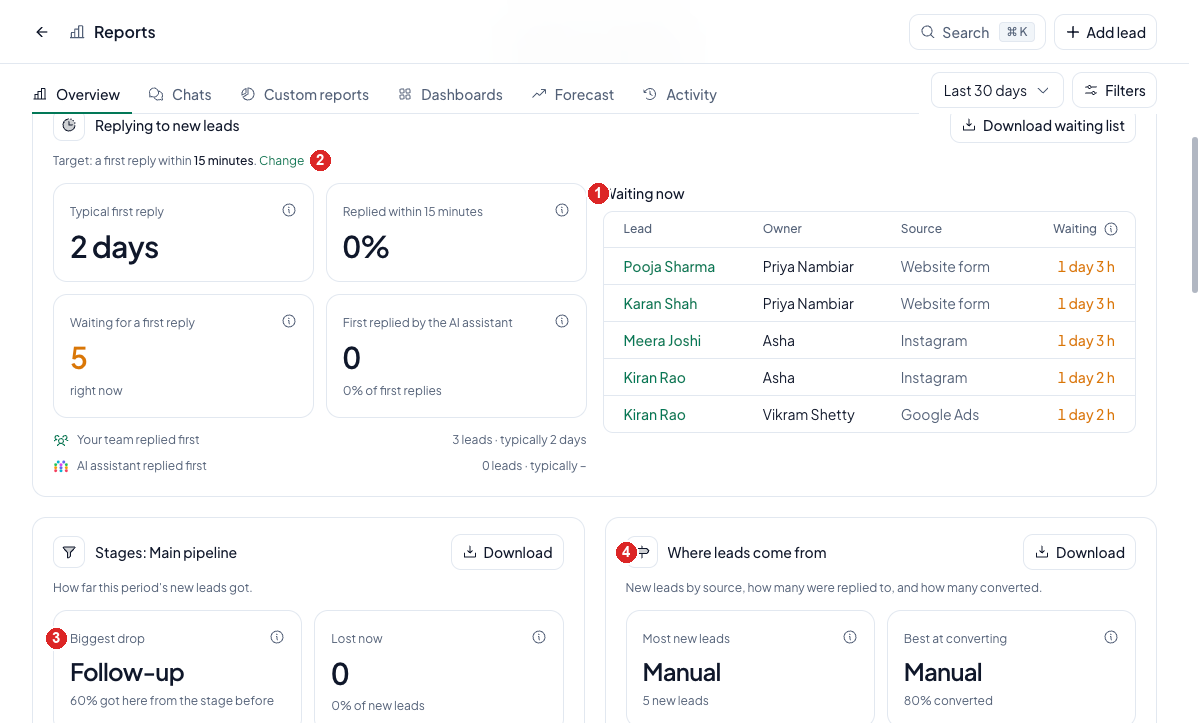 Reports
Search ⌘ K
Add lead
Overview
Chats
Custom reports
Dashboards
Forecast
Activity
Last 30 days
Filters
Replying to new leads
Download waiting list
Target: a first reply within 15 minutes. Change
2
Typical first reply
2 days
Replied within 15 minutes
0%
Waiting for a first reply
5
right now
First replied by the AI assistant
0
0% of first replies
Your team replied first
3 leads · typically 2 days
AI assistant replied first
0 leads · typically –
1
Waiting now
Lead Owner Source Waiting
Pooja Sharma Priya Nambiar Website form 1 day 3 h
Karan Shah Priya Nambiar Website form 1 day 3 h
Meera Joshi Asha Instagram 1 day 3 h
Kiran Rao Asha Instagram 1 day 2 h
Kiran Rao Vikram Shetty Google Ads 1 day 2 h
Stages: Main pipeline
Download
How far this period's new leads got.
3
Biggest drop
Follow-up
60% got here from the stage before
Lost now
0
0% of new leads
4
Where leads come from
Download
New leads by source, how many were replied to, and how many converted.
Most new leads
Manual
5 new leads
Best at converting
Manual
80% converted